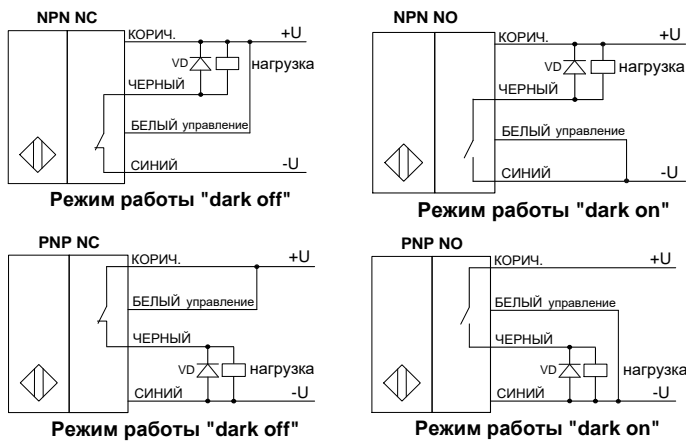 NPN NC
КОРИЧ. +U
VD нагрузка
ЧЕРНЫЙ
БЕЛЫЙ управление
СИНИЙ -U
Режим работы "dark off"
NPN NO
КОРИЧ. +U
VD нагрузка
ЧЕРНЫЙ
БЕЛЫЙ управление
СИНИЙ -U
Режим работы "dark on"
PNP NC
КОРИЧ. +U
БЕЛЫЙ управление
ЧЕРНЫЙ
VD нагрузка
СИНИЙ -U
Режим работы "dark off"
PNP NO
КОРИЧ. +U
БЕЛЫЙ управление
ЧЕРНЫЙ
VD нагрузка
СИНИЙ -U
Режим работы "dark on"